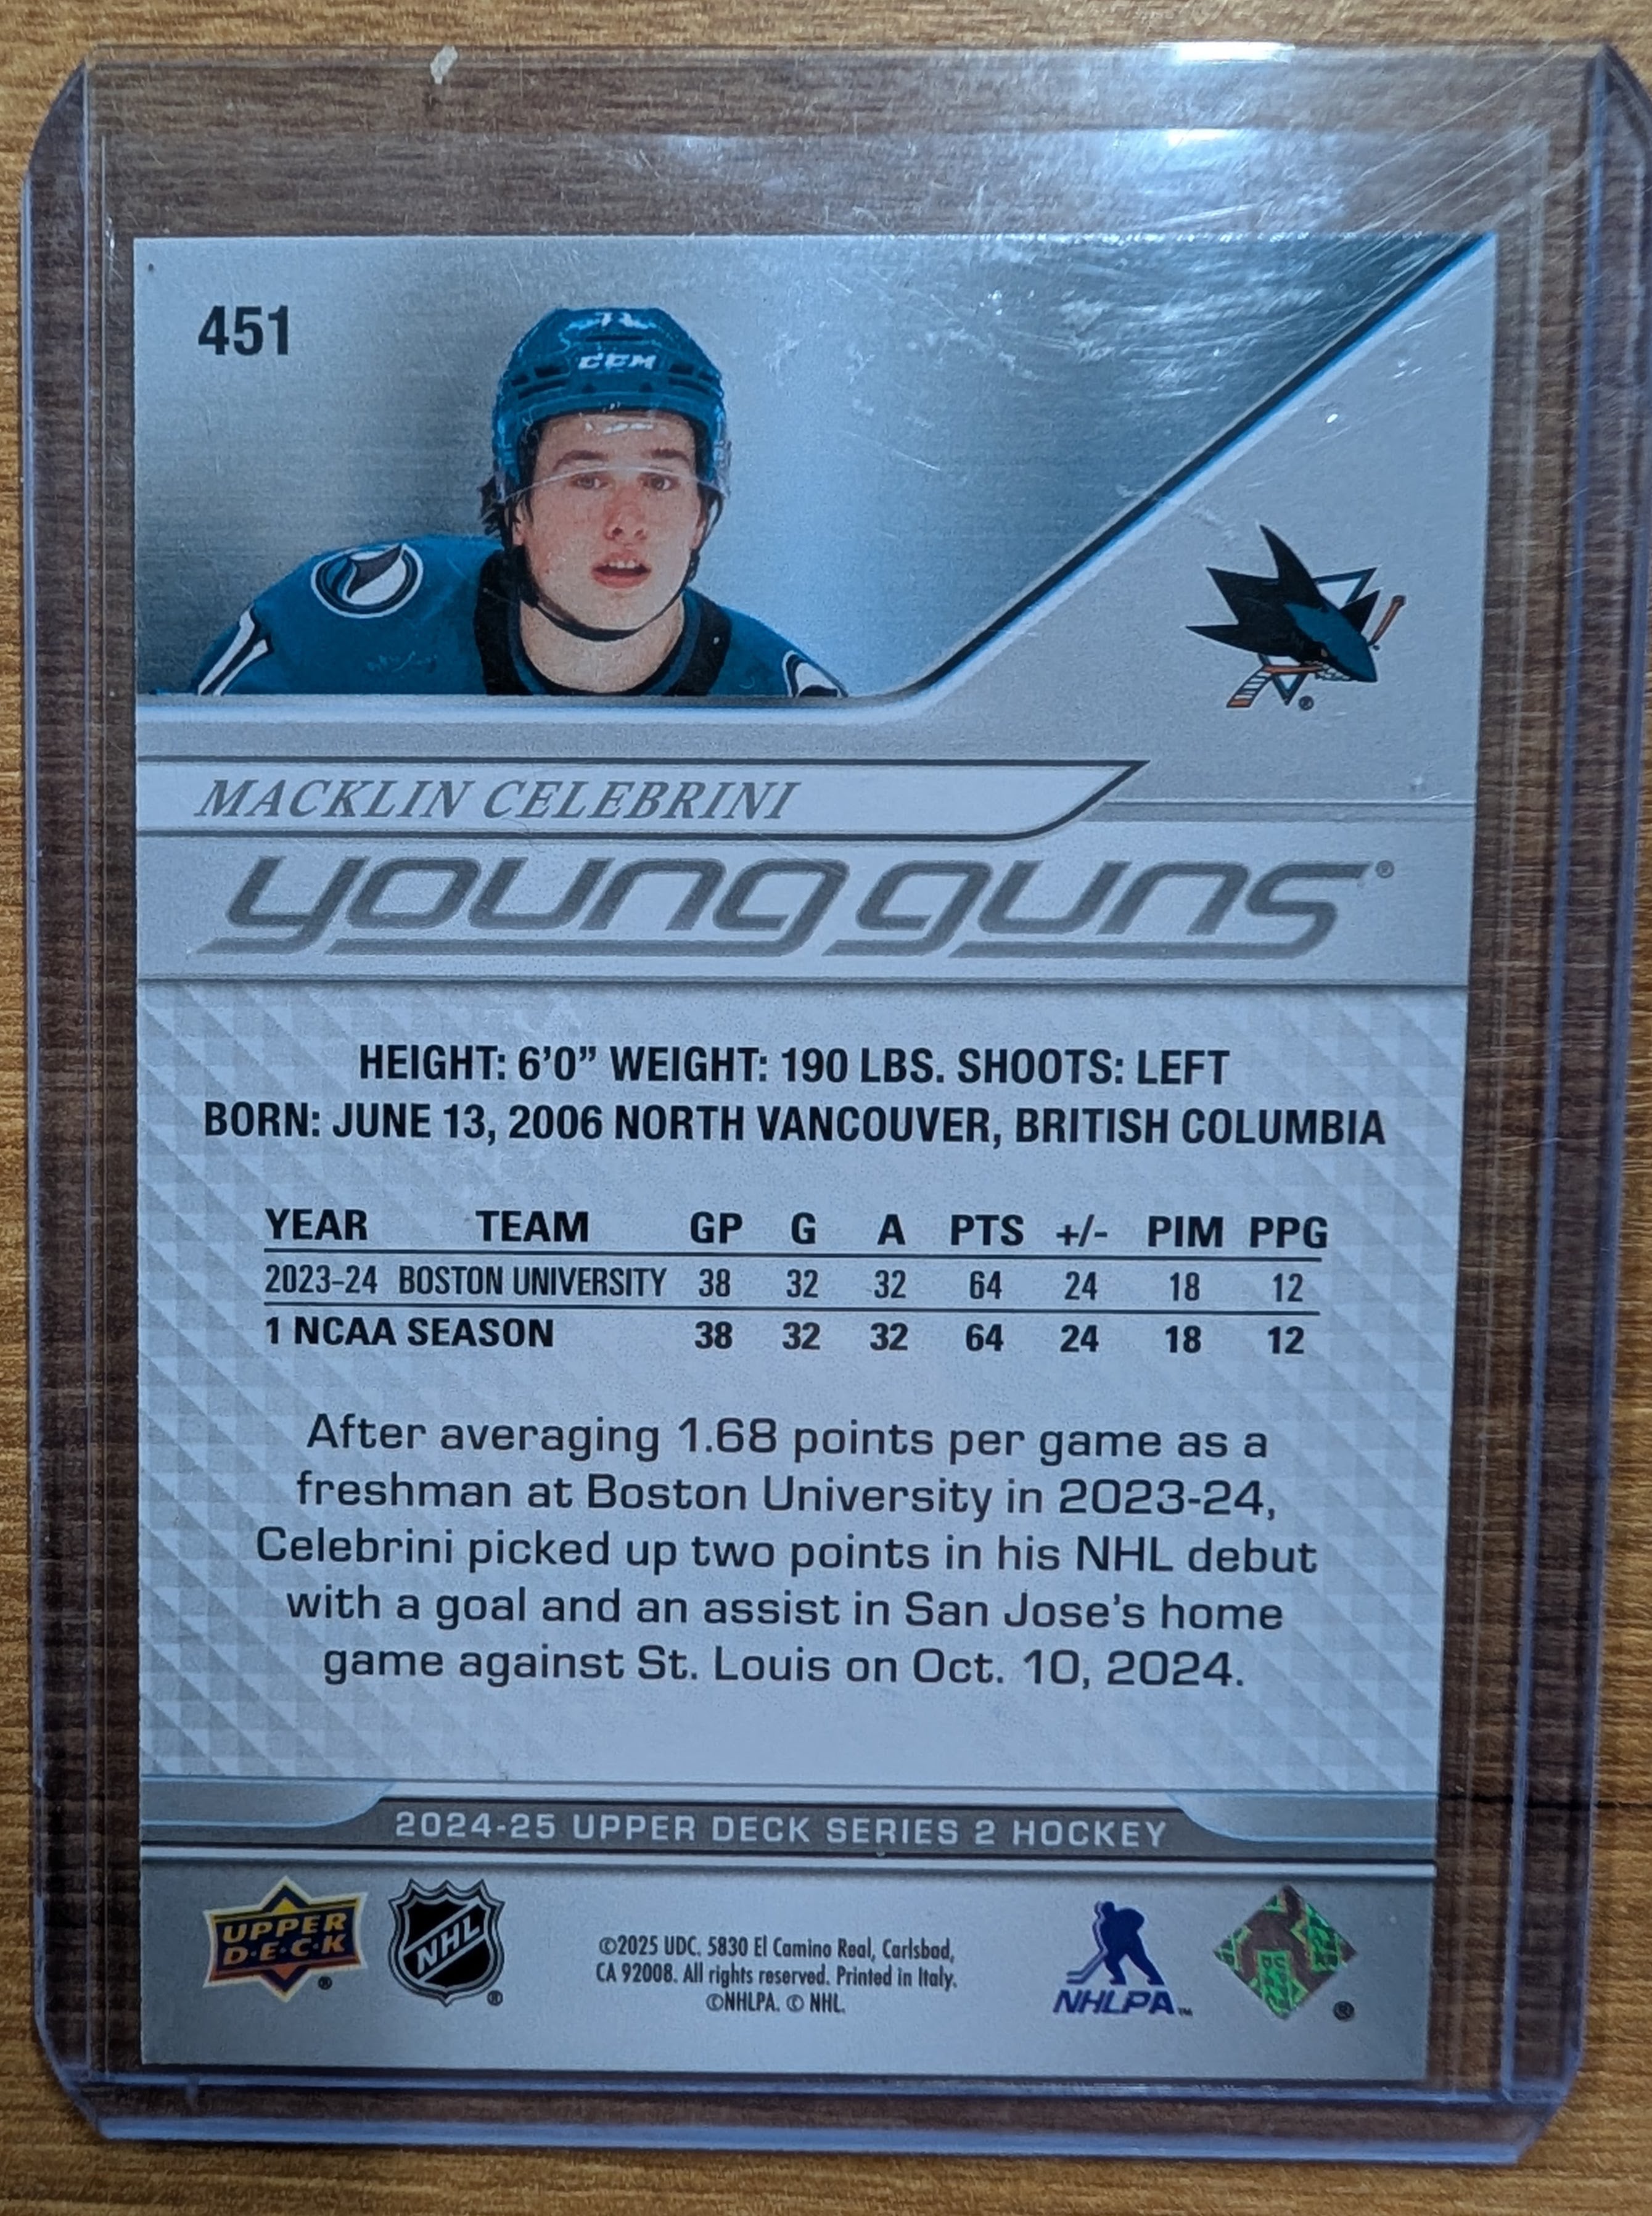 451
CCM
MACKLIN CELEBRINI
young guns®
HEIGHT: 6'0" WEIGHT: 190 LBS. SHOOTS: LEFT
BORN: JUNE 13, 2006 NORTH VANCOUVER, BRITISH COLUMBIA
YEAR TEAM GP G A PTS +/- PIM PPG
2023-24 BOSTON UNIVERSITY 38 32 32 64 24 18 12
1 NCAA SEASON 38 32 32 64 24 18 12
After averaging 1.68 points per game as a
freshman at Boston University in 2023-24,
Celebrini picked up two points in his NHL debut
with a goal and an assist in San Jose's home
game against St. Louis on Oct. 10, 2024.
2024-25 UPPER DECK SERIES 2 HOCKEY
UPPER
D·E·C·K ®
NHL ®
©2025 UDC. 5830 El Camino Real, Carlsbad,
CA 92008. All rights reserved. Printed in Italy.
©NHLPA. © NHL.
NHLPA™
®